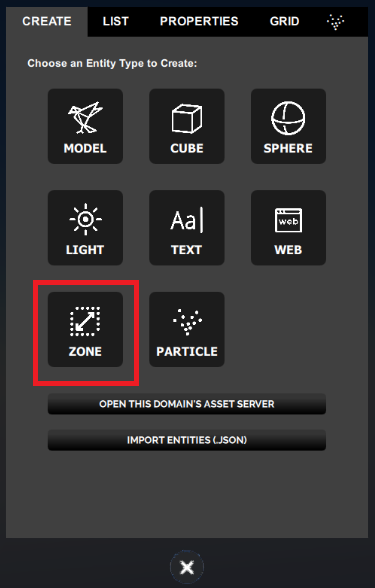 CREATE LIST PROPERTIES GRID
Choose an Entity Type to Create:
MODEL CUBE SPHERE
Aa
web
LIGHT TEXT WEB
ZONE PARTICLE
OPEN THIS DOMAIN'S ASSET SERVER
IMPORT ENTITIES (.JSON)